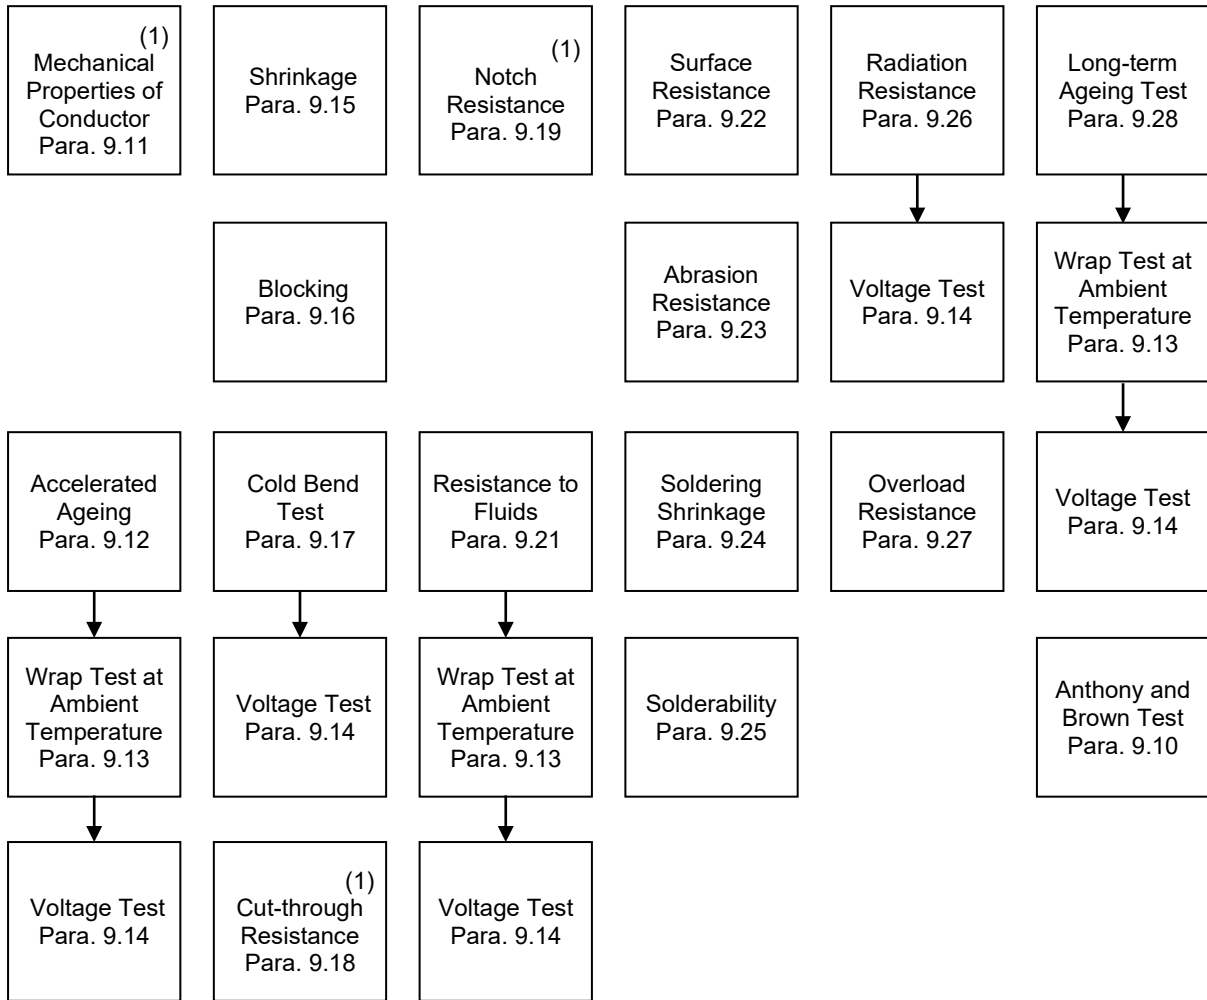 (1)
Mechanical
Properties of
Conductor
Para. 9.11
Shrinkage
Para. 9.15
(1)
Notch
Resistance
Para. 9.19
Surface
Resistance
Para. 9.22
Radiation
Resistance
Para. 9.26
Long-term
Ageing Test
Para. 9.28
Blocking
Para. 9.16
Abrasion
Resistance
Para. 9.23
Voltage Test
Para. 9.14
Wrap Test at
Ambient
Temperature
Para. 9.13
Accelerated
Ageing
Para. 9.12
Cold Bend
Test
Para. 9.17
Resistance to
Fluids
Para. 9.21
Soldering
Shrinkage
Para. 9.24
Overload
Resistance
Para. 9.27
Voltage Test
Para. 9.14
Wrap Test at
Ambient
Temperature
Para. 9.13
Voltage Test
Para. 9.14
Wrap Test at
Ambient
Temperature
Para. 9.13
Solderability
Para. 9.25
Anthony and
Brown Test
Para. 9.10
Voltage Test
Para. 9.14
(1)
Cut-through
Resistance
Para. 9.18
Voltage Test
Para. 9.14